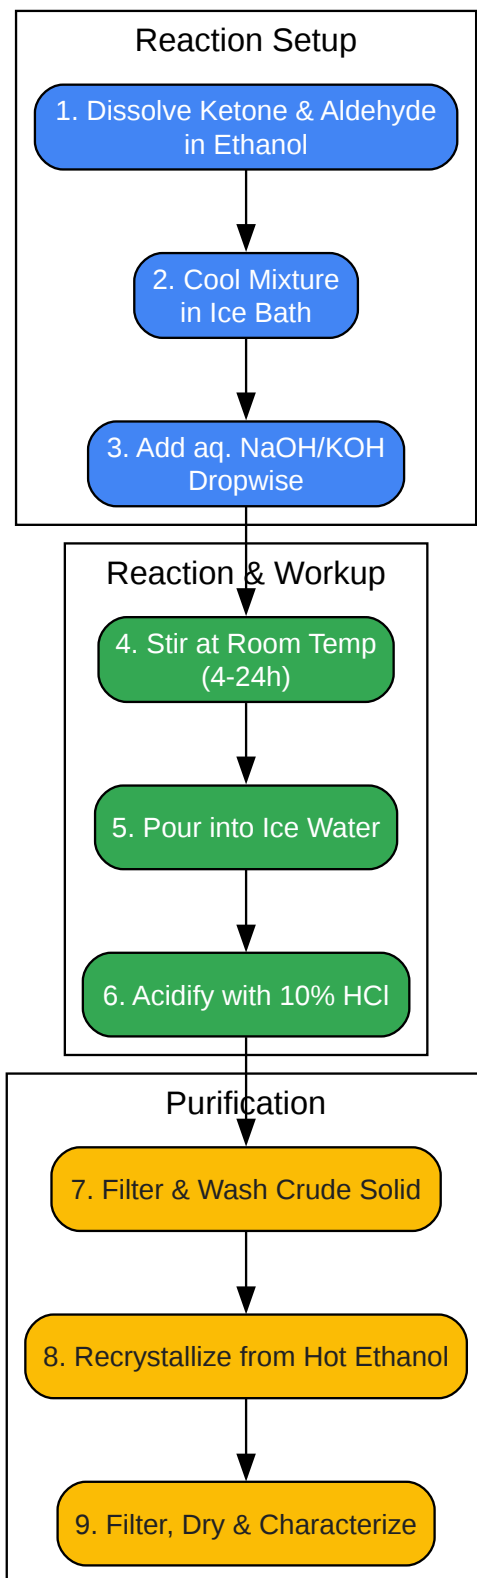 Reaction Setup
1. Dissolve Ketone & Aldehyde
in Ethanol
2. Cool Mixture
in Ice Bath
3. Add aq. NaOH/KOH
Dropwise
Reaction & Workup
4. Stir at Room Temp
(4-24h)
5. Pour into Ice Water
6. Acidify with 10% HCl
Purification
7. Filter & Wash Crude Solid
8. Recrystallize from Hot Ethanol
9. Filter, Dry & Characterize